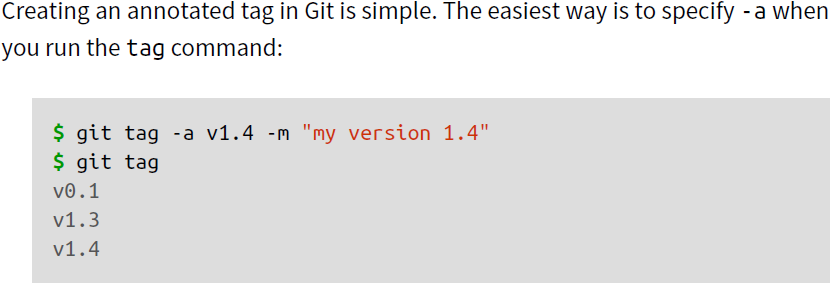 Creating an annotated tag in Git is simple. The easiest way is to specify -a when
you run the tag command:
$ git tag -a v1.4 -m "my version 1.4"
$ git tag
v0.1
v1.3
v1.4